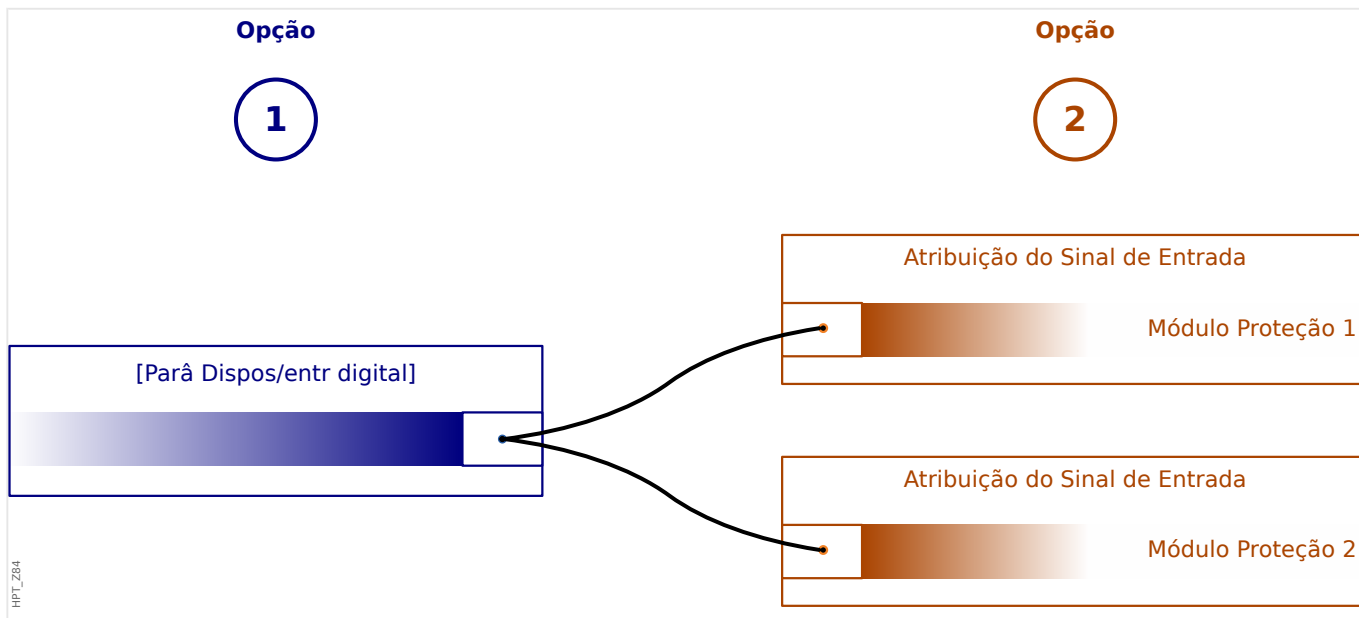 Opção
1
Opção
2
[Parâ Dispos/entr digital]
Atribuição do Sinal de Entrada
Módulo Proteção 1
Atribuição do Sinal de Entrada
Módulo Proteção 2
HPT_Z84